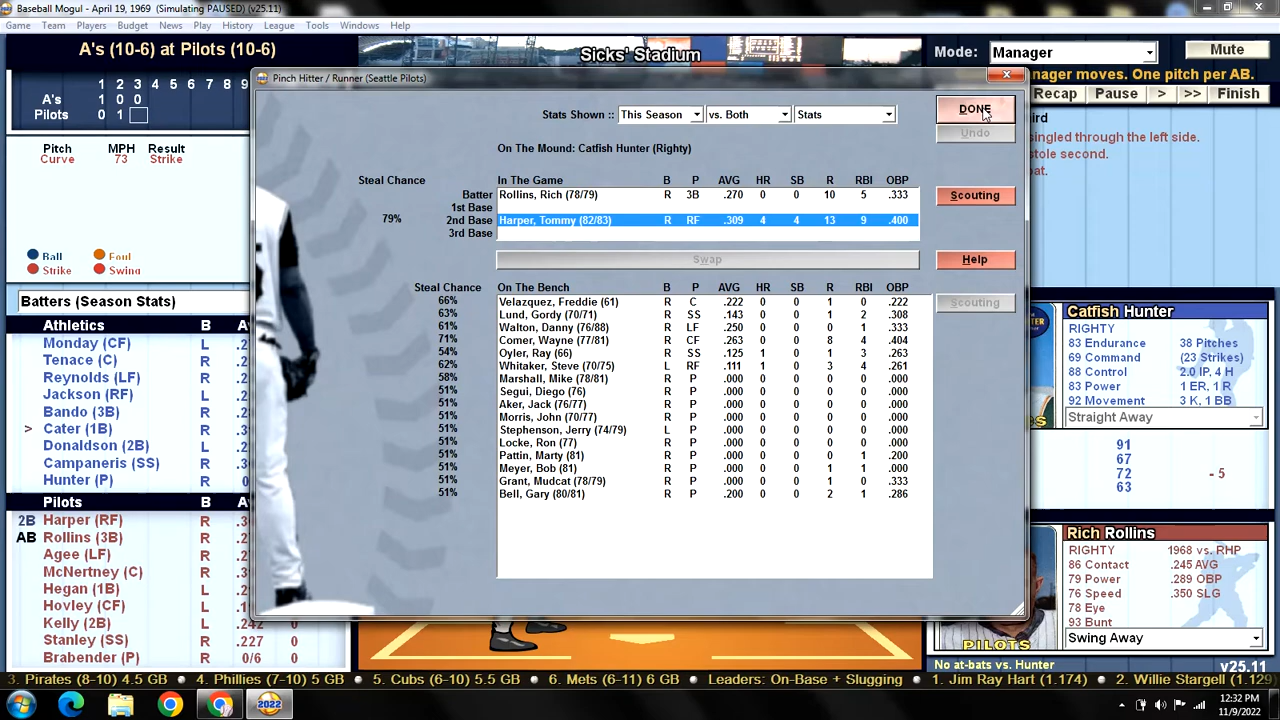 Baseball Mogul - April 19, 1969 (Simulating PAUSED) (v25.11)
Game Team Players Budget News Play History League Tools Windows Help
A's (10-6) at Pilots (10-6)
Sicks' Stadium
Mode: Manager Mute
1 2 3 4 5 6 7 8 9
A's 1 0 0
Pilots 0 1
nager moves. One pitch per AB.
Recap Pause > >> Finish
ird
singled through the left side.
stole second.
oat.
Pitch MPH Result
Curve 73 Strike
Ball Foul
Strike Swing
Pinch Hitter / Runner (Seattle Pilots)
Stats Shown :: This Season vs. Both Stats
DONE
Undo
On The Mound: Catfish Hunter (Righty)
Steal Chance In The Game B P AVG HR SB R RBI OBP
Batter Rollins, Rich (78/79) R 3B .270 0 0 10 5 .333
1st Base
79% 2nd Base Harper, Tommy (82/83) R RF .309 4 4 13 9 .400
3rd Base
Scouting
Swap
Help
Steal Chance On The Bench B P AVG HR SB R RBI OBP
66% Velazquez, Freddie (61) R C .222 0 0 1 0 .222
63% Lund, Gordy (70/71) R SS .143 0 0 1 2 .308
61% Walton, Danny (76/88) R LF .250 0 0 0 1 .333
71% Comer, Wayne (77/81) R CF .263 0 0 8 4 .404
54% Oyler, Ray (66) R SS .125 1 0 1 3 .263
62% Whitaker, Steve (70/75) L RF .111 1 0 3 4 .261
58% Marshall, Mike (78/81) R P .000 0 0 0 0 .000
51% Segui, Diego (76) R P .000 0 0 0 0 .000
51% Aker, Jack (76/77) R P .000 0 0 0 0 .000
51% Morris, John (70/77) R P .000 0 0 0 0 .000
51% Stephenson, Jerry (74/79) L P .000 0 0 0 0 .000
51% Locke, Ron (77) R P .000 0 0 0 0 .000
51% Pattin, Marty (81) R P .000 0 0 0 1 .200
51% Meyer, Bob (81) R P .000 0 0 1 1 .000
51% Grant, Mudcat (78/79) R P .000 0 0 1 0 .333
51% Bell, Gary (80/81) R P .200 0 0 2 1 .286
Scouting
Batters (Season Stats)
Athletics B
Monday (CF) L
Tenace (C) R
Reynolds (LF) R
Jackson (RF) L
Bando (3B) R
> Cater (1B) R
Donaldson (2B) L
Campaneris (SS) R
Hunter (P) R
Pilots B
2B Harper (RF) R
AB Rollins (3B) R
Agee (LF) R
McNertney (C) R
Hegan (1B) L
Hovley (CF) L
Kelly (2B) L .242 0
Stanley (SS) R .227 0
Brabender (P) R 0/6 0
Catfish Hunter
RIGHTY
83 Endurance 38 Pitches
69 Command (23 Strikes)
88 Control 2.0 IP, 4 H
83 Power 1 ER, 1 R
92 Movement 3 K, 1 BB
Straight Away
91
67
72 - 5
63
Rich Rollins
RIGHTY 1968 vs. RHP
86 Contact .245 AVG
79 Power .289 OBP
76 Speed .350 SLG
78 Eye
93 Bunt
PILOTS
Swing Away
No at-bats vs. Hunter v25.11
3. Pirates (8-10) 4.5 GB 4. Phillies (7-10) 5 GB 5. Cubs (6-10) 5.5 GB 6. Mets (6-11) 6 GB Leaders: On-Base + Slugging 1. Jim Ray Hart (1.174) 2. Willie Stargell (1.129)
2022
12:32 PM
11/9/2022